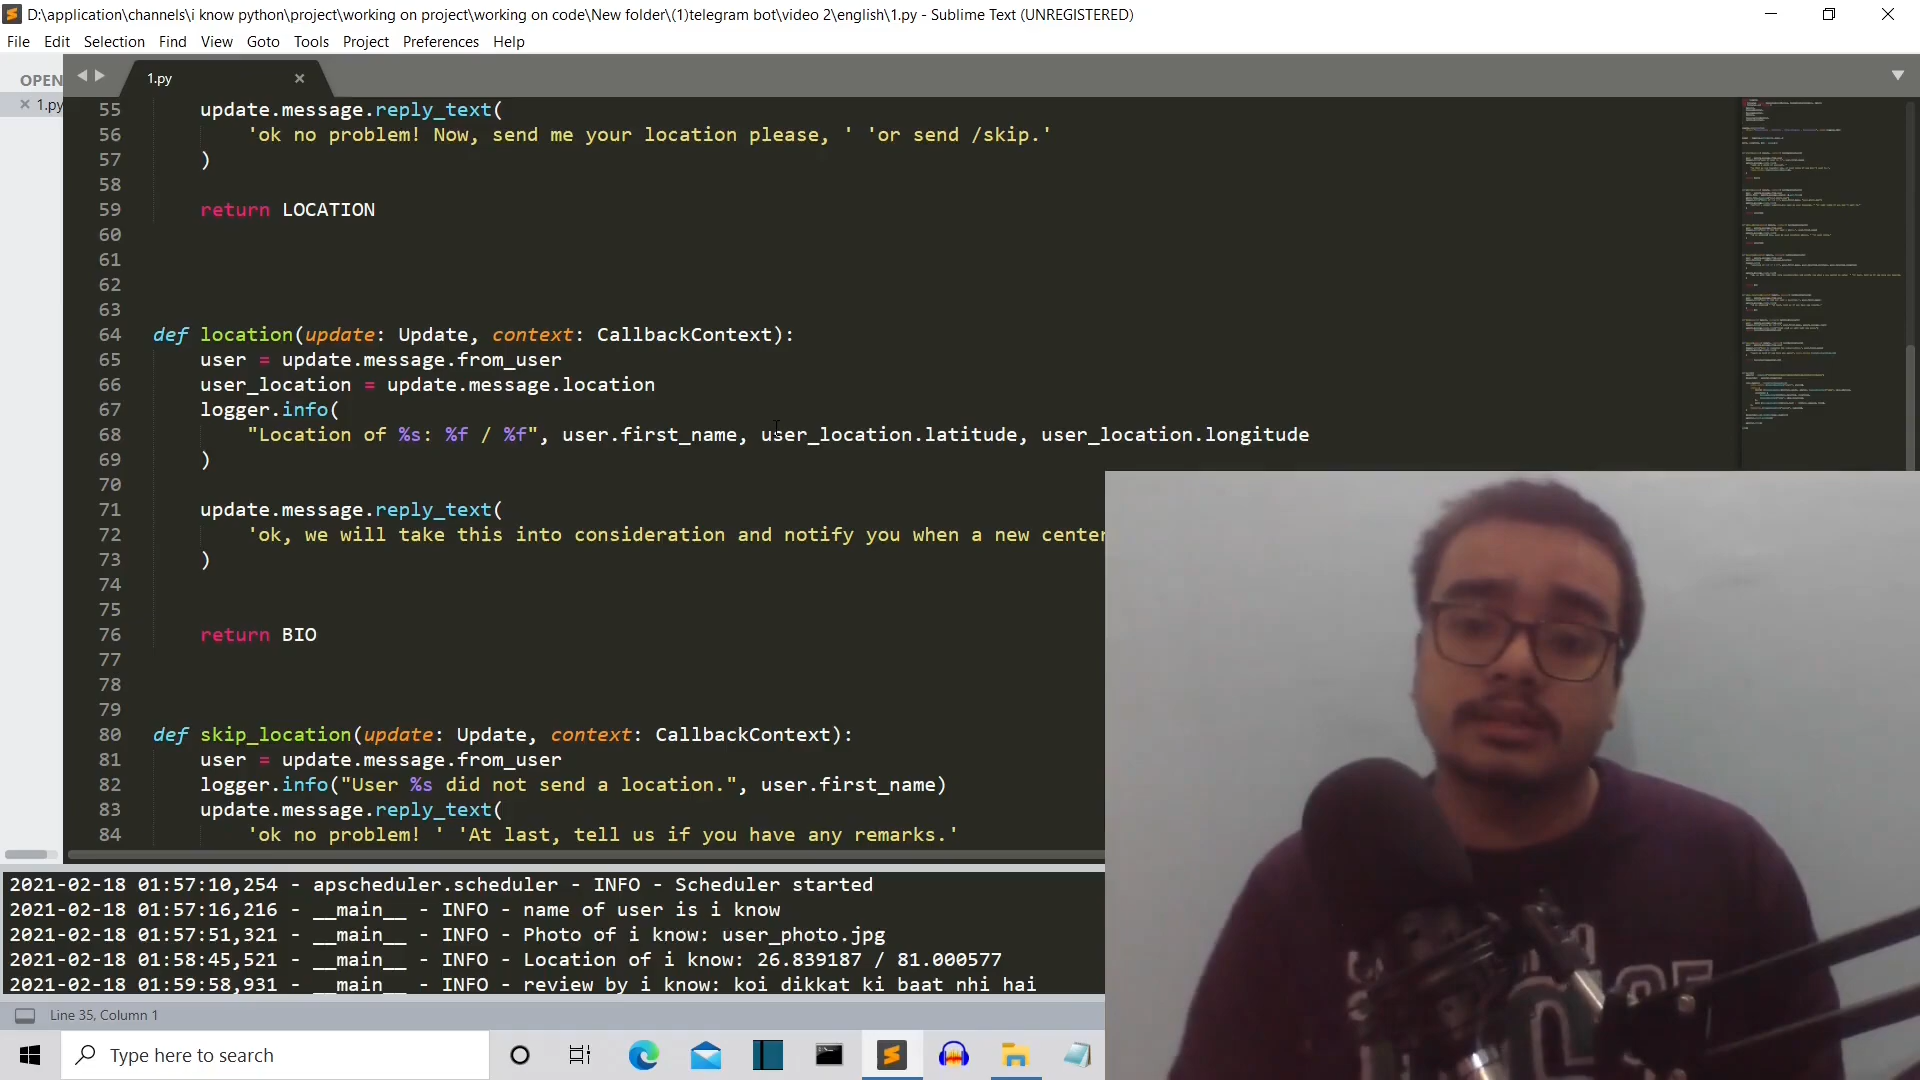 D:\application\channels\i know python\project\working on project\working on code\New folder\(1)telegram bot\video 2\english\1.py - Sublime Text (UNREGISTERED)
File Edit Selection Find View Goto Tools Project Preferences Help
OPEN
1.py
1.py
55 update.message.reply_text(
56 'ok no problem! Now, send me your location please, ' 'or send /skip.'
57 )
58
59 return LOCATION
60
61
62
63
64 def location(update: Update, context: CallbackContext):
65 user = update.message.from_user
66 user_location = update.message.location
67 logger.info(
68 "Location of %s: %f / %f", user.first_name, user_location.latitude, user_location.longitude
69 )
70
71 update.message.reply_text(
72 'ok, we will take this into consideration and notify you when a new center
73 )
74
75
76 return BIO
77
78
79
80 def skip_location(update: Update, context: CallbackContext):
81 user = update.message.from_user
82 logger.info("User %s did not send a location.", user.first_name)
83 update.message.reply_text(
84 'ok no problem! ' 'At last, tell us if you have any remarks.'
2021-02-18 01:57:10,254 - apscheduler.scheduler - INFO - Scheduler started
2021-02-18 01:57:16,216 - __main__ - INFO - name of user is i know
2021-02-18 01:57:51,321 - __main__ - INFO - Photo of i know: user_photo.jpg
2021-02-18 01:58:45,521 - __main__ - INFO - Location of i know: 26.839187 / 81.000577
2021-02-18 01:59:58,931 - __main__ - INFO - review by i know: koi dikkat ki baat nhi hai
Line 35, Column 1
Type here to search